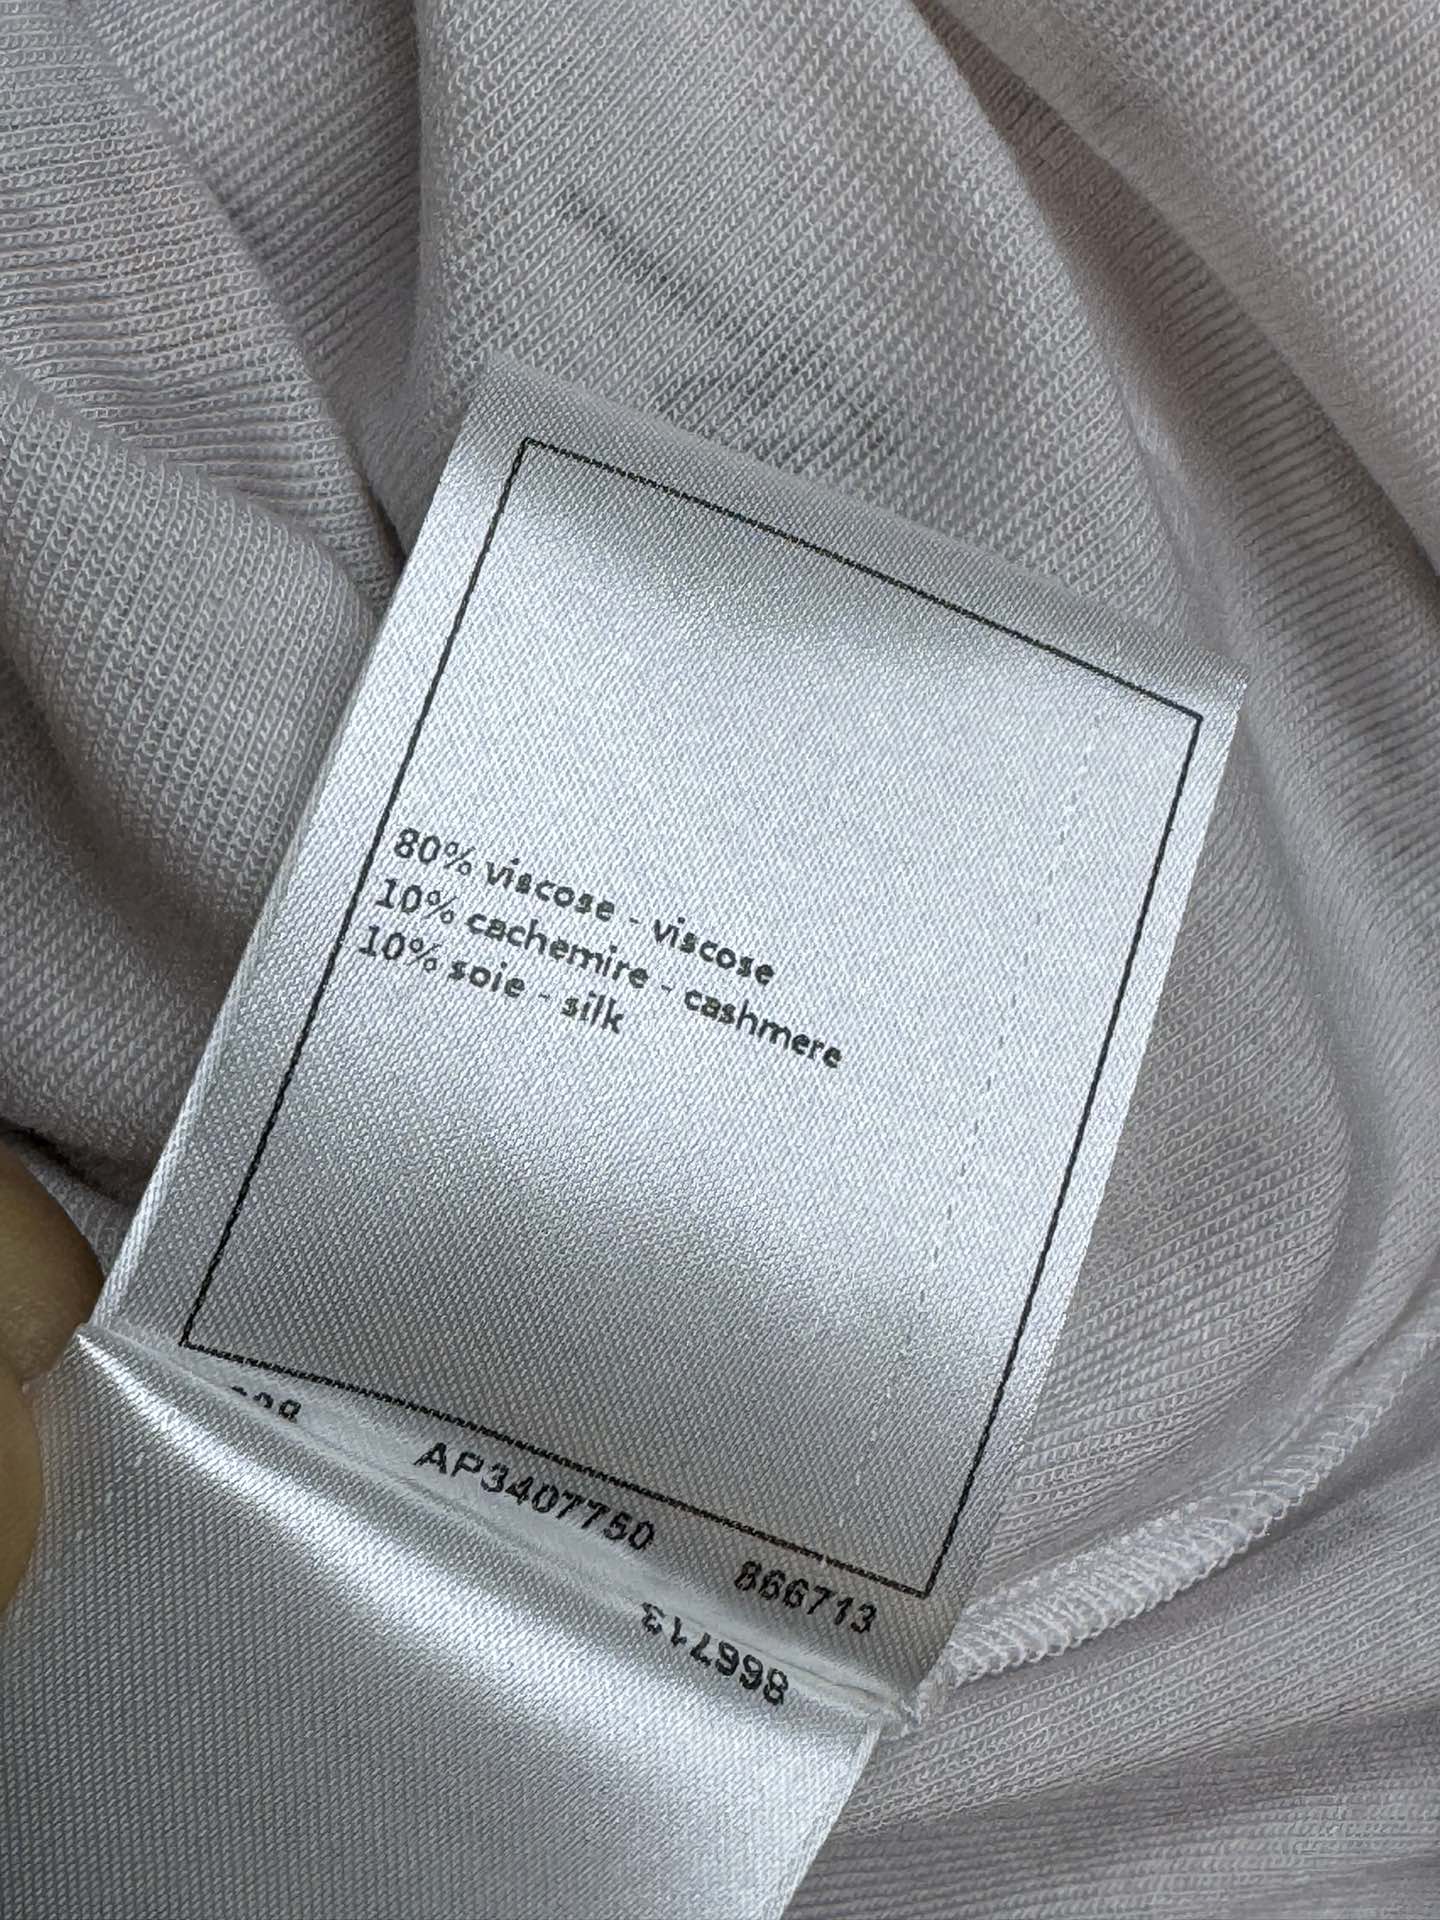 80% viscose - viscose
10% cachemire - cashmere
10% soie - silk
AP3407750 866713
866713